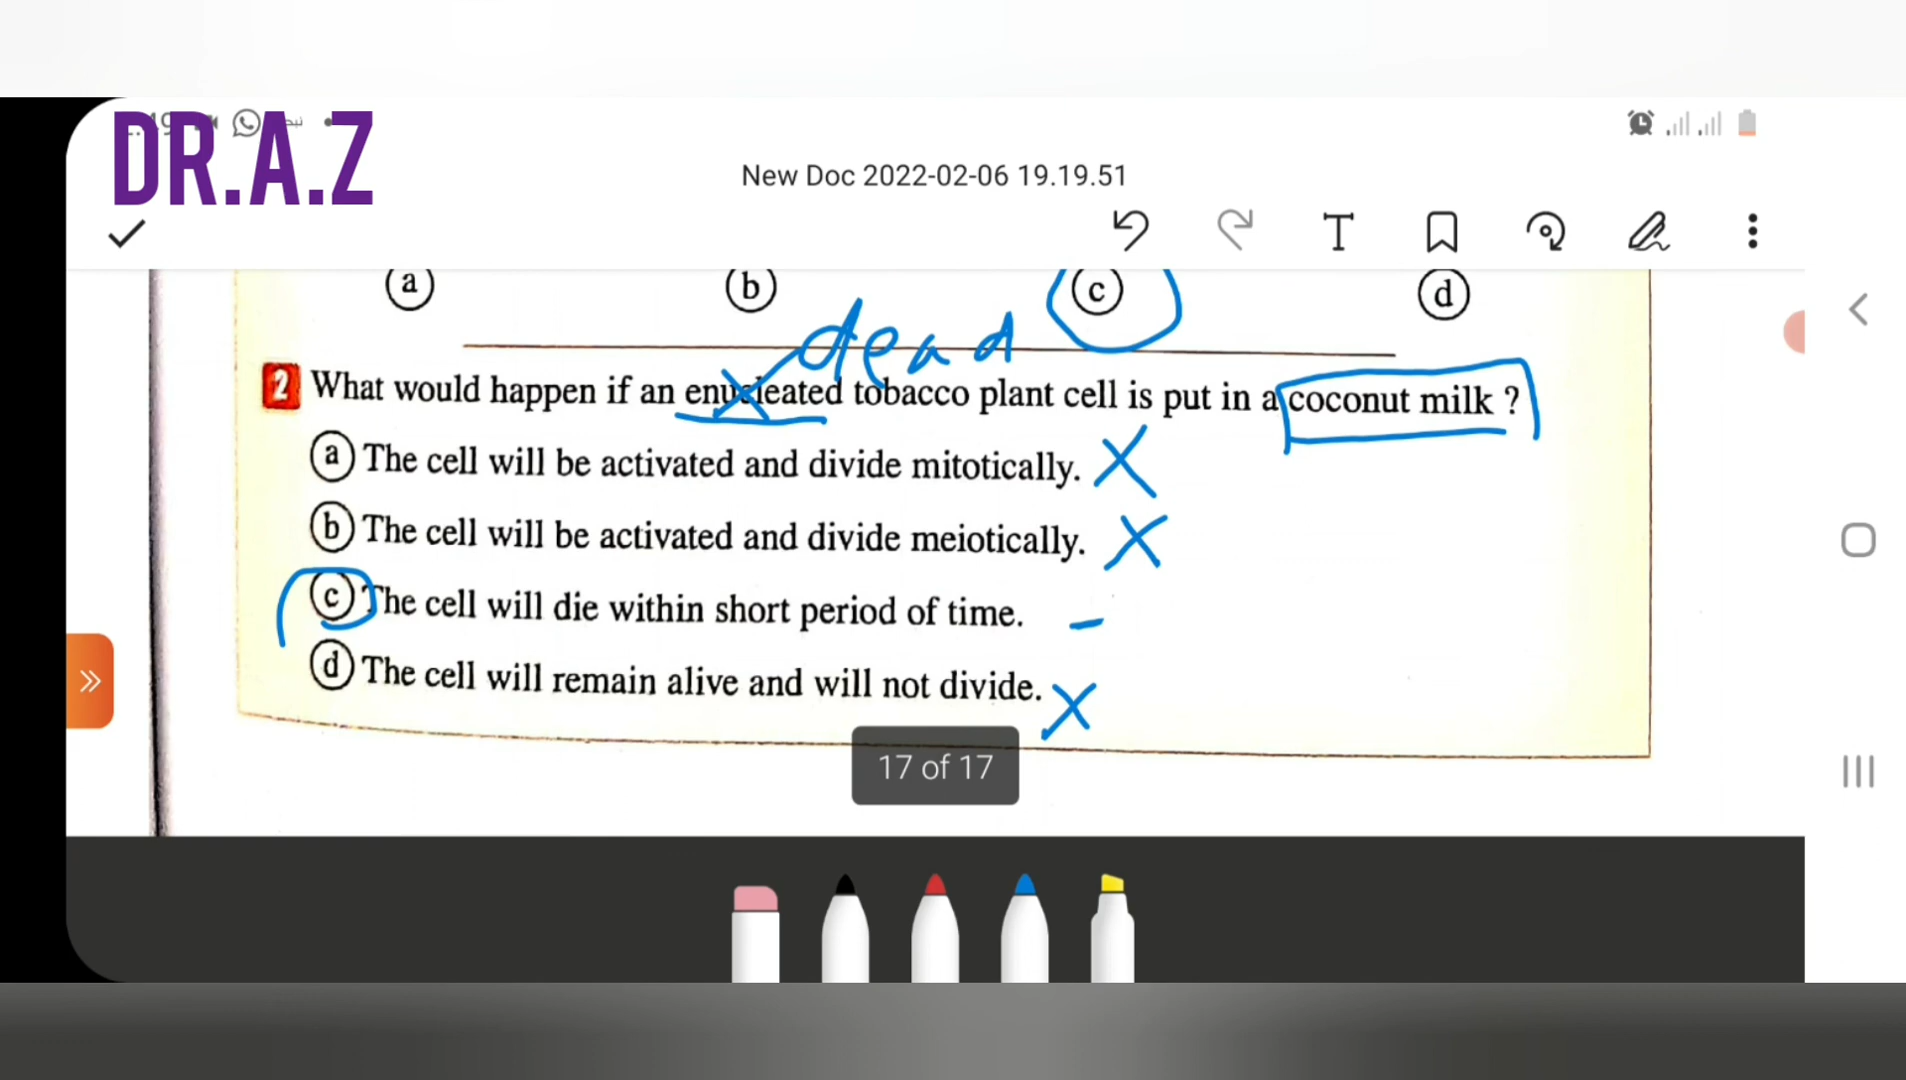 DR.A.Z
New Doc 2022-02-06 19.19.51
T
a b c d
dead
2 What would happen if an enucleated tobacco plant cell is put in a coconut milk ?
a The cell will be activated and divide mitotically.
b The cell will be activated and divide meiotically.
c The cell will die within short period of time.
d The cell will remain alive and will not divide.
17 of 17